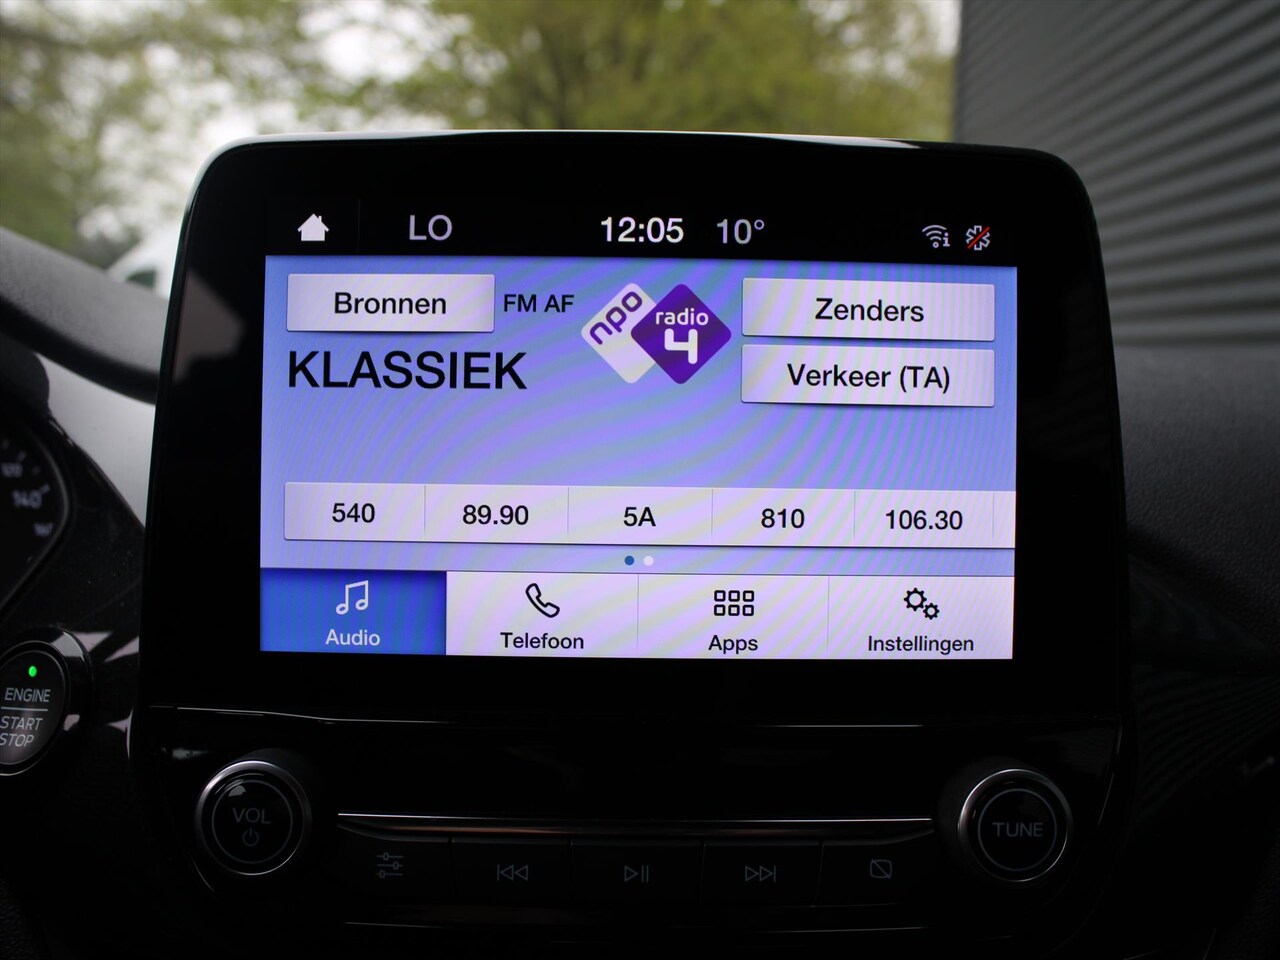 LO 12:05 10°
Bronnen FM AF npo radio 4 Zenders
KLASSIEK Verkeer (TA)
540 89.90 5A 810 106.30
Audio Telefoon Apps Instellingen
ENGINE
START
STOP
VOL
TUNE
140